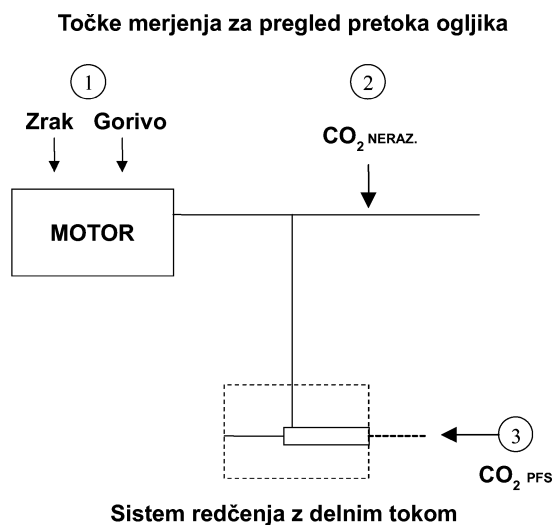 Točke merjenja za pregled pretoka ogljika
1
2
Zrak Gorivo
CO2 NERAZ.
MOTOR
3
CO2 PFS
Sistem redčenja z delnim tokom